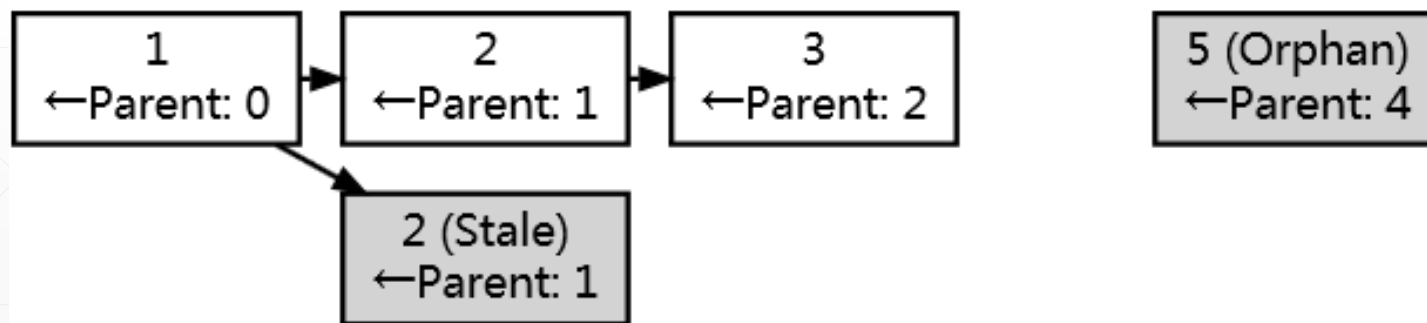 1
←Parent: 0
2
←Parent: 1
3
←Parent: 2
5 (Orphan)
←Parent: 4
2 (Stale)
←Parent: 1